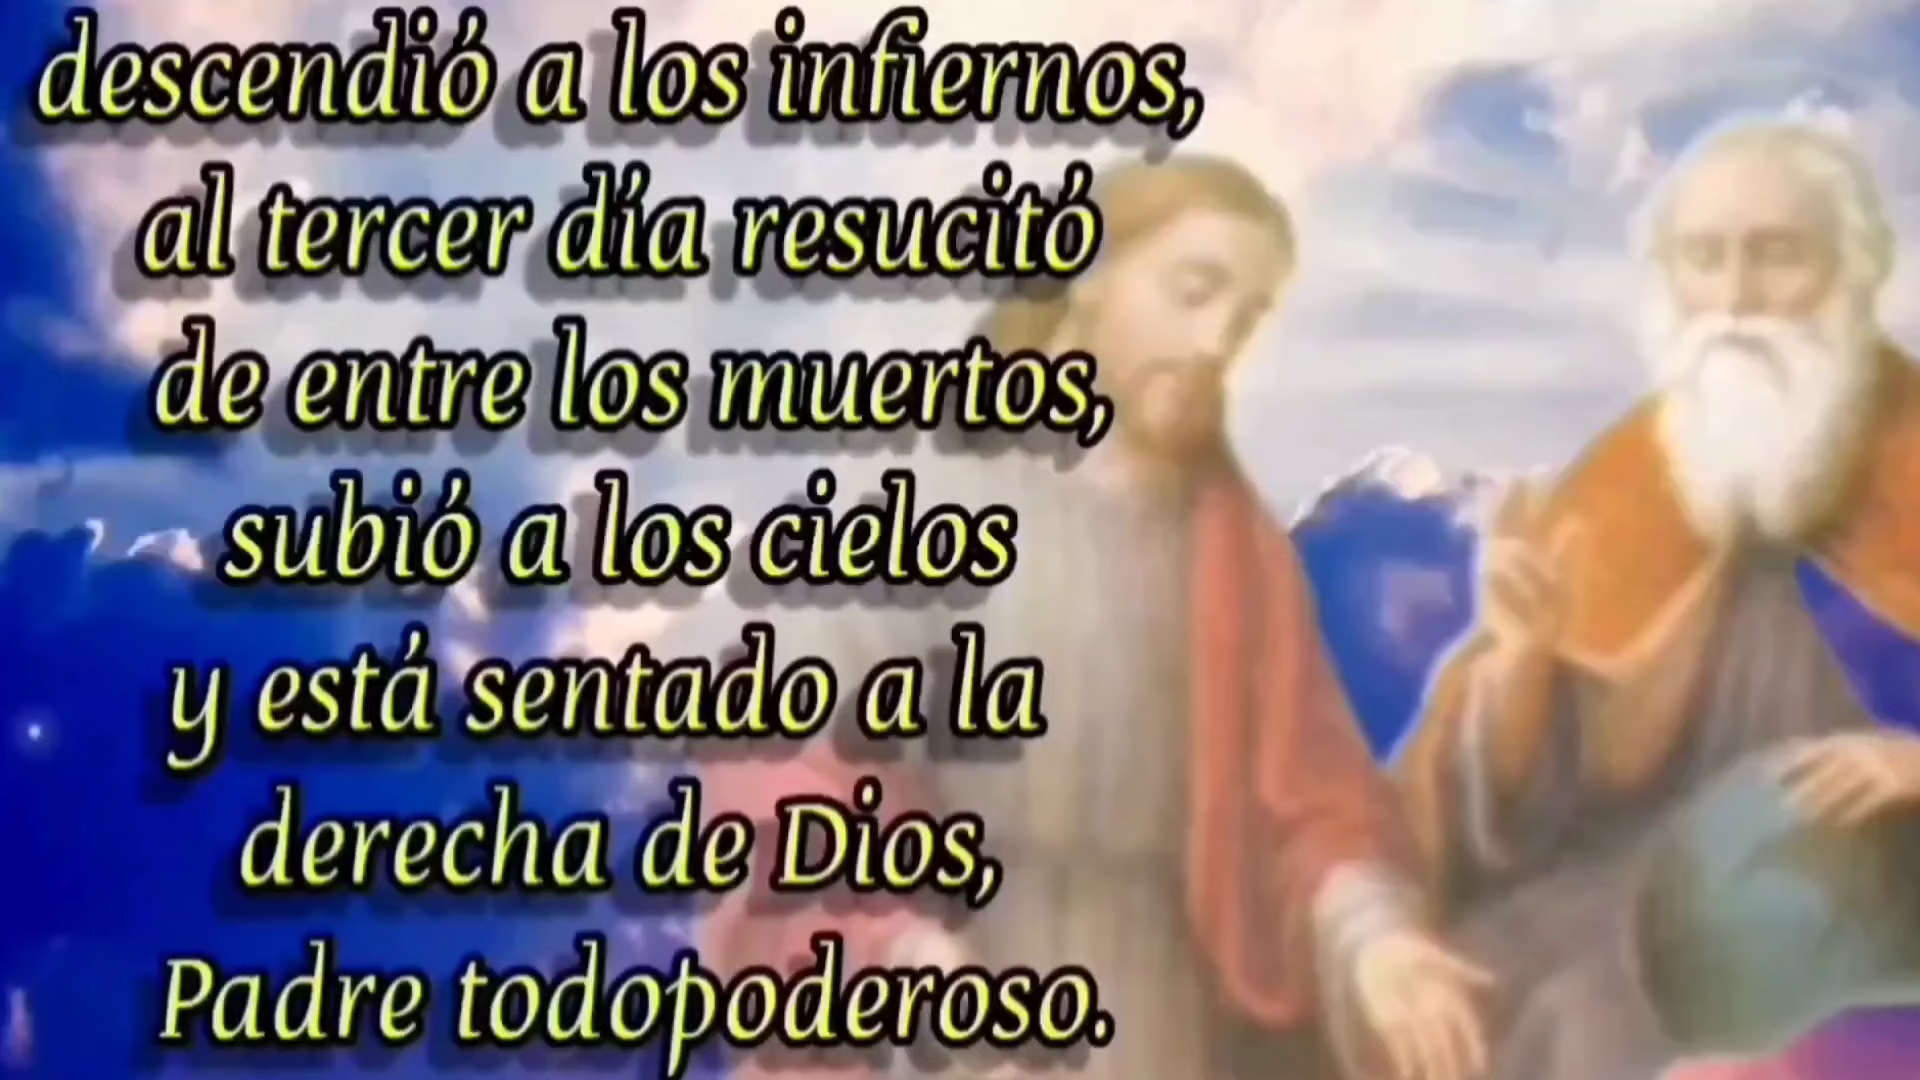 descendió a los infiernos,
al tercer día resucitó
de entre los muertos,
subió a los cielos
y está sentado a la
derecha de Dios,
Padre todopoderoso.